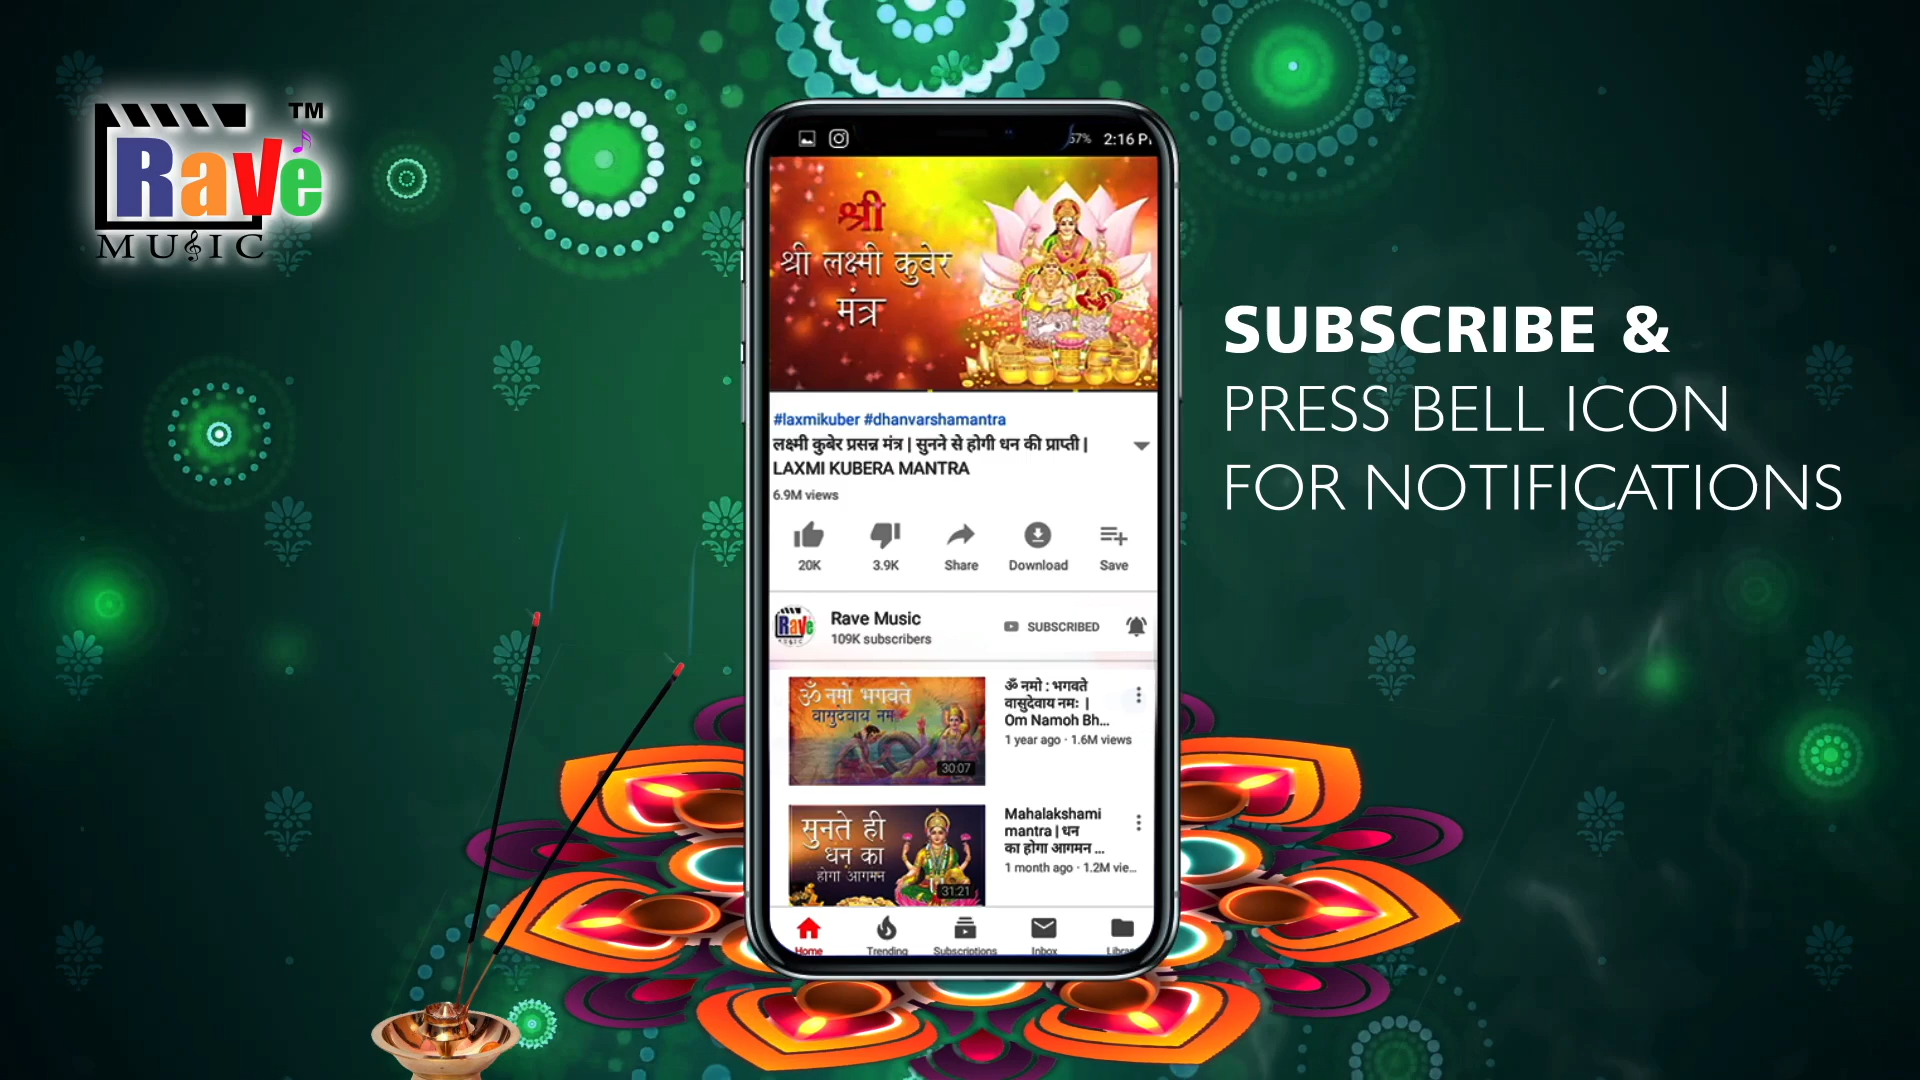 TM
Rave
MUSIC
57% 2:16 P
श्री
श्री लक्ष्मी कुबेर
मंत्र
#laxmikuber #dhanvarshamantra
लक्ष्मी कुबेर प्रसन्न मंत्र | सुनने से होगी धन की प्राप्ती |
LAXMI KUBERA MANTRA
6.9M views
20K 3.9K Share Download Save
Rave Music
109K subscribers
SUBSCRIBED
ॐ नमो भगवते
वासुदेवाय नमः
30:07
ॐ नमो : भगवते
वासुदेवाय नमः |
Om Namoh Bh...
1 year ago · 1.6M views
सुनते ही
धन का
होगा आगमन
31:21
Mahalakshami
mantra | धन
का होगा आगमन ...
1 month ago · 1.2M vie...
Home Trending Subscriptions Inbox Librar
SUBSCRIBE &
PRESS BELL ICON
FOR NOTIFICATIONS